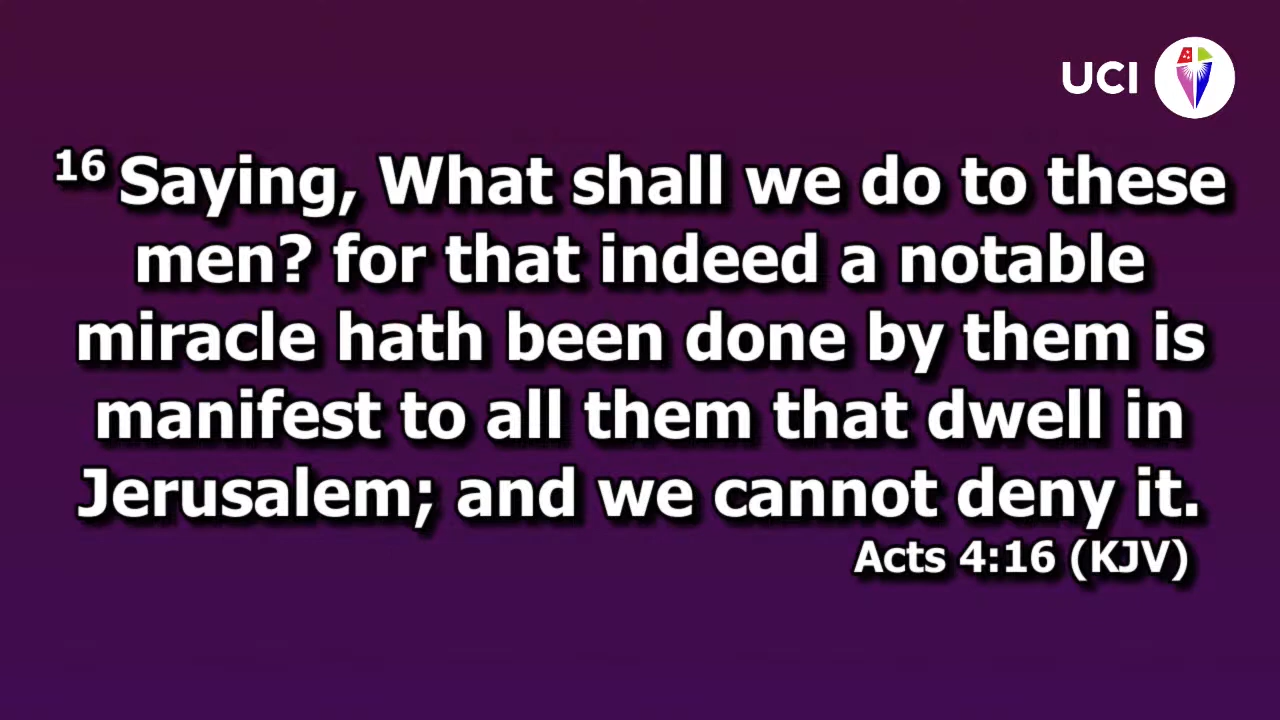 UCI
16 Saying, What shall we do to these
men? for that indeed a notable
miracle hath been done by them is
manifest to all them that dwell in
Jerusalem; and we cannot deny it.
Acts 4:16 (KJV)